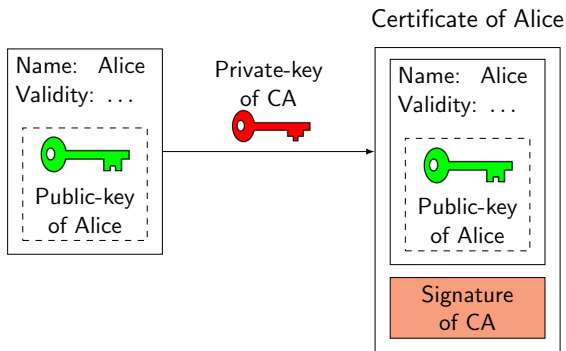 Certificate of Alice
Name: Alice
Validity: ...
Public-key
of Alice
Private-key
of CA
Name: Alice
Validity: ...
Public-key
of Alice
Signature
of CA